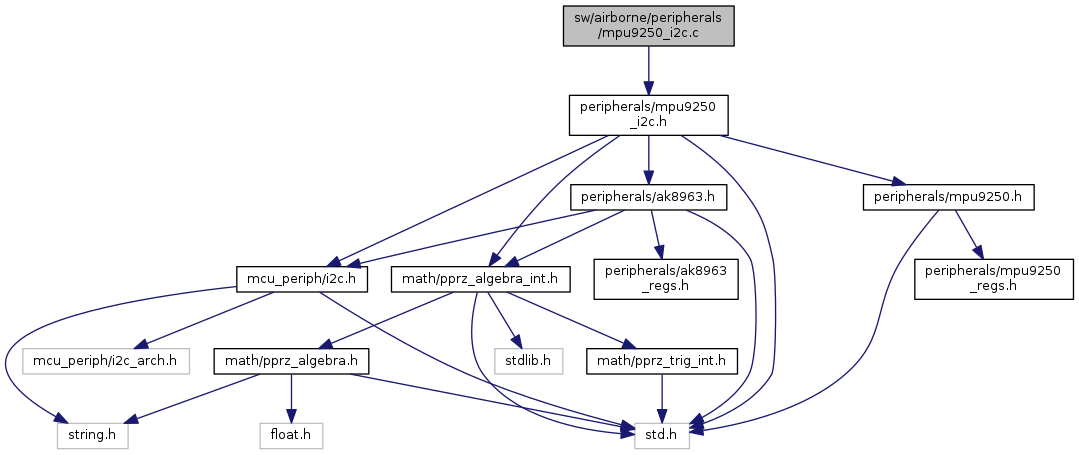 sw/airborne/peripherals
/mpu9250_i2c.c
peripherals/mpu9250
_i2c.h
peripherals/ak8963.h
peripherals/mpu9250.h
mcu_periph/i2c.h
math/pprz_algebra_int.h
peripherals/ak8963
_regs.h
peripherals/mpu9250
_regs.h
mcu_periph/i2c_arch.h
math/pprz_algebra.h
stdlib.h
math/pprz_trig_int.h
string.h
float.h
std.h